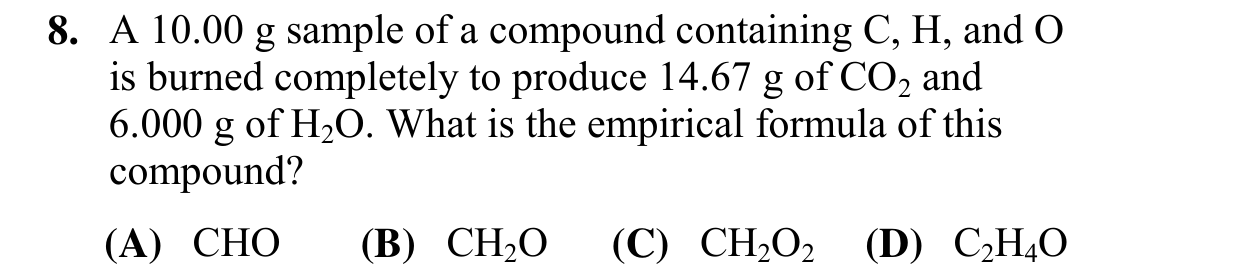 8. A 10.00 g sample of a compound containing C, H, and O
is burned completely to produce 14.67 g of CO₂ and
6.000 g of H₂O. What is the empirical formula of this
compound?
(A) CHO (B) CH₂O (C) CH₂O₂ (D) C₂H₄O